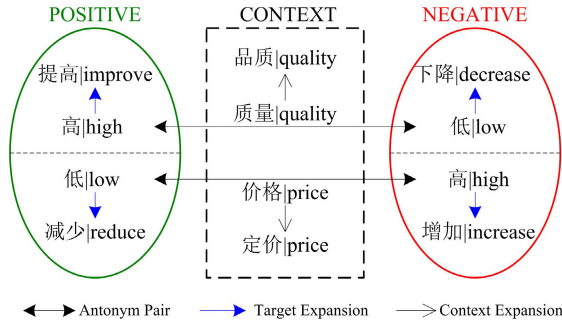 POSITIVE CONTEXT NEGATIVE
提高|improve 品质|quality 下降|decrease
高|high 质量|quality 低|low
低|low 价格|price 高|high
减少|reduce 定价|price 增加|increase
Antonym Pair Target Expansion Context Expansion